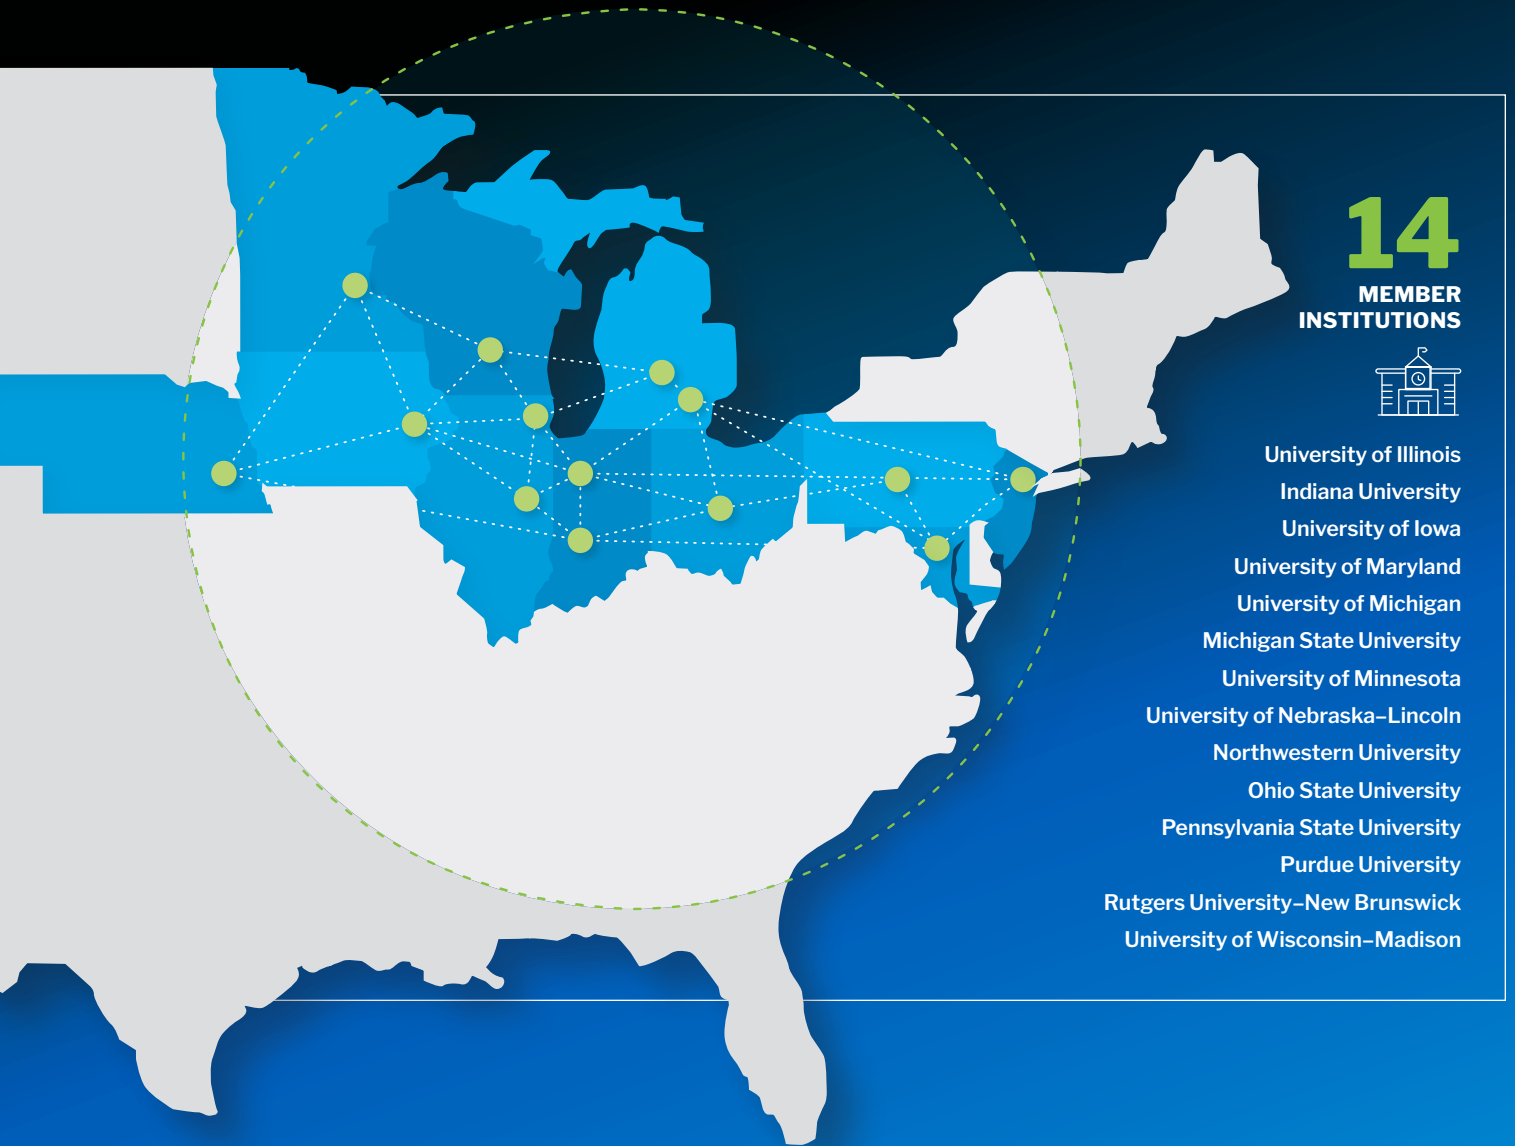 14
MEMBER
INSTITUTIONS
University of Illinois
Indiana University
University of Iowa
University of Maryland
University of Michigan
Michigan State University
University of Minnesota
University of Nebraska–Lincoln
Northwestern University
Ohio State University
Pennsylvania State University
Purdue University
Rutgers University–New Brunswick
University of Wisconsin–Madison